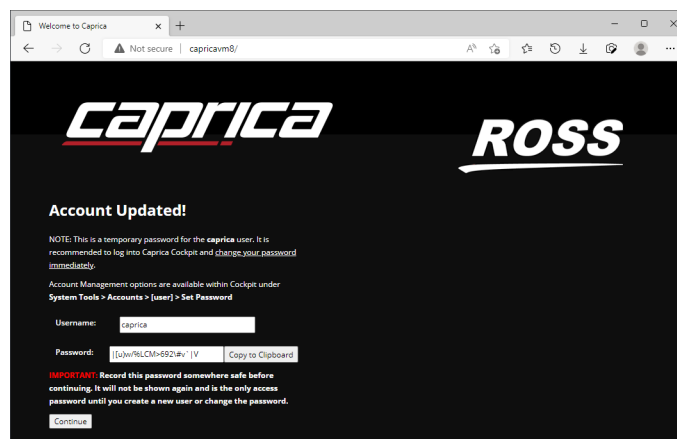 Welcome to Caprica
Not secure | capricavm8/
caprica
ROSS
Account Updated!
NOTE: This is a temporary password for the caprica user. It is
recommended to log into Caprica Cockpit and change your password
immediately.
Account Management options are available within Cockpit under
System Tools > Accounts > [user] > Set Password
Username: caprica
Password: |[u)w/%LCM>692\#v`|V Copy to Clipboard
IMPORTANT: Record this password somewhere safe before
continuing. It will not be shown again and is the only access
password until you create a new user or change the password.
Continue